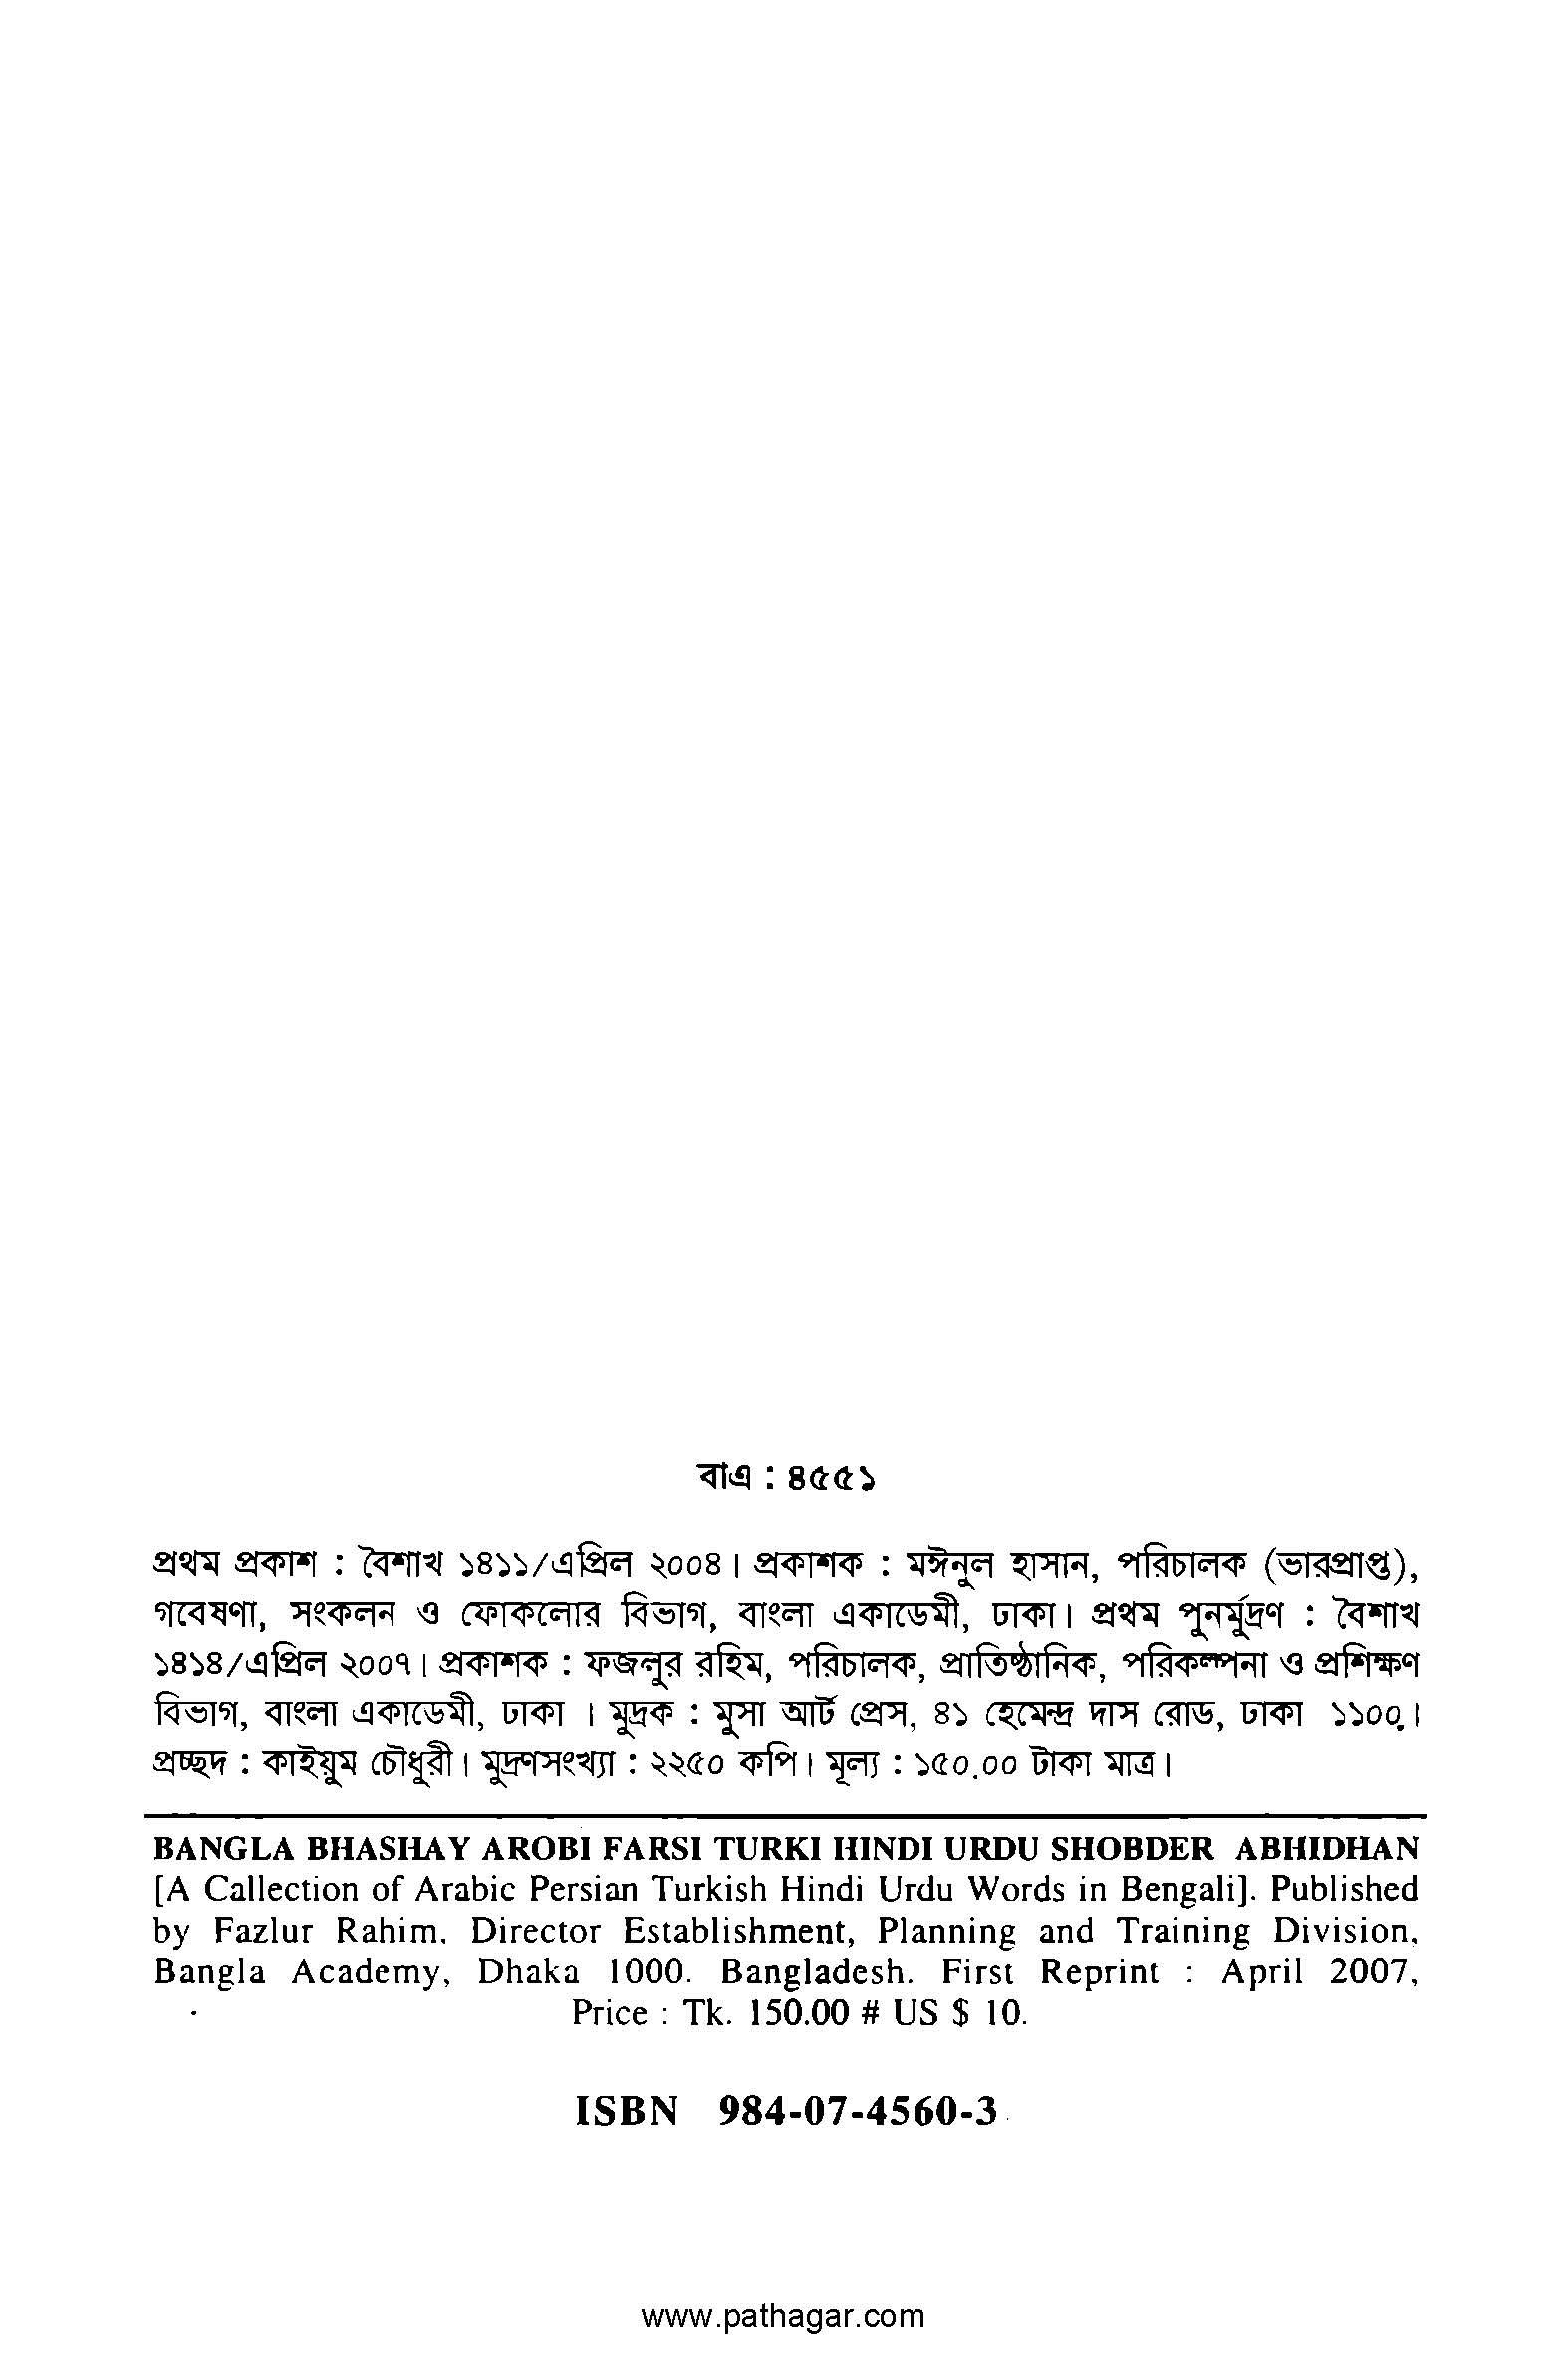 বাএ : ৪৫৫১
প্রথম প্রকাশ : বৈশাখ ১৪১১/এপ্রিল ২০০৪। প্রকাশক : মঈনুল হাসান, পরিচালক (ভারপ্রাপ্ত),
গবেষণা, সংকলন ও ফোকলোর বিভাগ, বাংলা একাডেমী, ঢাকা। প্রথম পুনর্মুদ্রণ : বৈশাখ
১৪১৪/এপ্রিল ২০০৭। প্রকাশক : ফজলুর রহিম, পরিচালক, প্রাতিষ্ঠানিক, পরিকল্পনা ও প্রশিক্ষণ
বিভাগ, বাংলা একাডেমী, ঢাকা । মুদ্রক : মুসা আর্ট প্রেস, ৪১ হেমেন্দ্র দাস রোড, ঢাকা ১১০০।
প্রচ্ছদ : কাইয়ুম চৌধুরী। মুদ্রণসংখ্যা : ২২৫০ কপি। মূল্য : ১৫০.০০ টাকা মাত্র।
BANGLA BHASHAY AROBI FARSI TURKI HINDI URDU SHOBDER ABHIDHAN
[A Callection of Arabic Persian Turkish Hindi Urdu Words in Bengali]. Published
by Fazlur Rahim. Director Establishment, Planning and Training Division,
Bangla Academy, Dhaka 1000. Bangladesh. First Reprint : April 2007,
Price : Tk. 150.00 # US $ 10.
ISBN 984-07-4560-3
www.pathagar.com